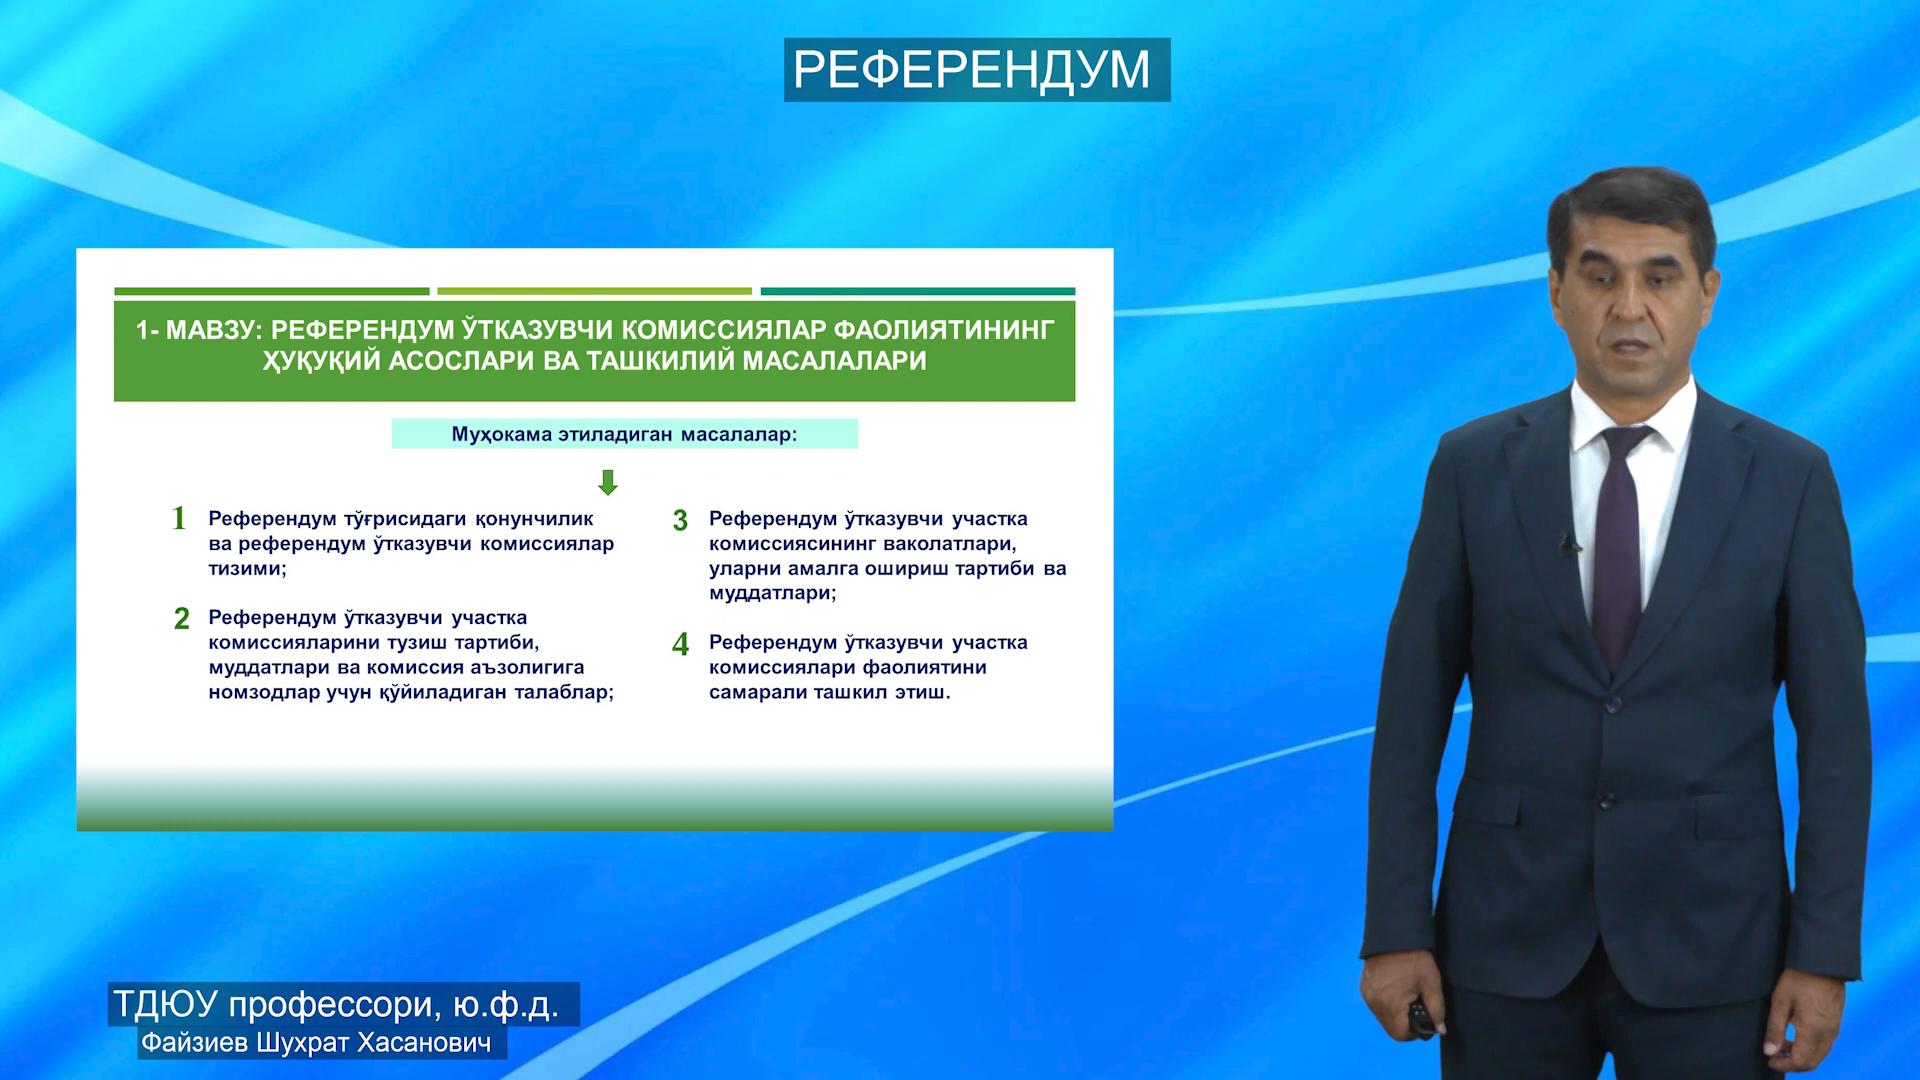 РЕФЕРЕНДУМ
1- МАВЗУ: РЕФЕРЕНДУМ ЎТКАЗУВЧИ КОМИССИЯЛАР ФАОЛИЯТИНИНГ
ҲУҚУҚИЙ АСОСЛАРИ ВА ТАШКИЛИЙ МАСАЛАЛАРИ
Муҳокама этиладиган масалалар:
1 Референдум тўғрисидаги қонунчилик
ва референдум ўтказувчи комиссиялар
тизими;
2 Референдум ўтказувчи участка
комиссияларини тузиш тартиби,
муддатлари ва комиссия аъзолигига
номзодлар учун қўйиладиган талаблар;
3 Референдум ўтказувчи участка
комиссиясининг ваколатлари,
уларни амалга ошириш тартиби ва
муддатлари;
4 Референдум ўтказувчи участка
комиссиялари фаолиятини
самарали ташкил этиш.
ТДЮУ профессори, ю.ф.д.
Файзиев Шухрат Хасанович